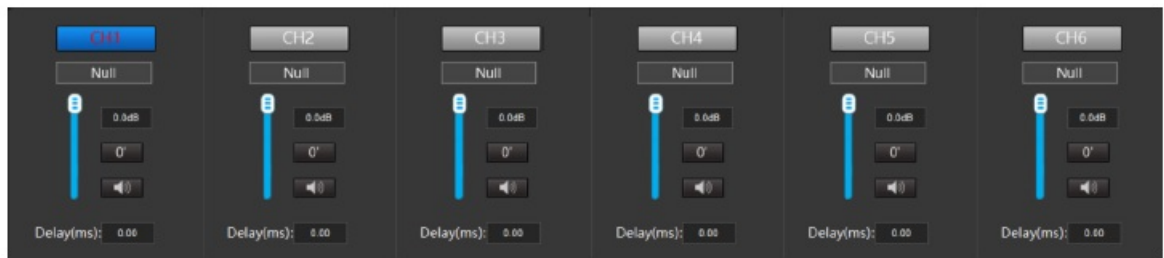 CH1 CH2 CH3 CH4 CH5 CH6
Null Null Null Null Null Null
0.0dB 0.0dB 0.0dB 0.0dB 0.0dB 0.0dB
0' 0' 0' 0' 0' 0'
Delay(ms): 0.00 Delay(ms): 0.00 Delay(ms): 0.00 Delay(ms): 0.00 Delay(ms): 0.00 Delay(ms): 0.00